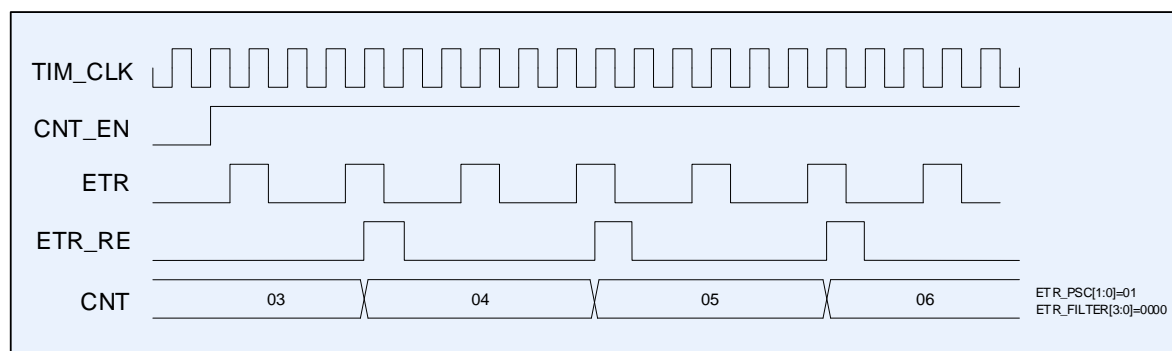 TIM_CLK
CNT_EN
ETR
ETR_RE
CNT 03 04 05 06
ETR_PSC[1:0]=01
ETR_FILTER[3:0]=0000